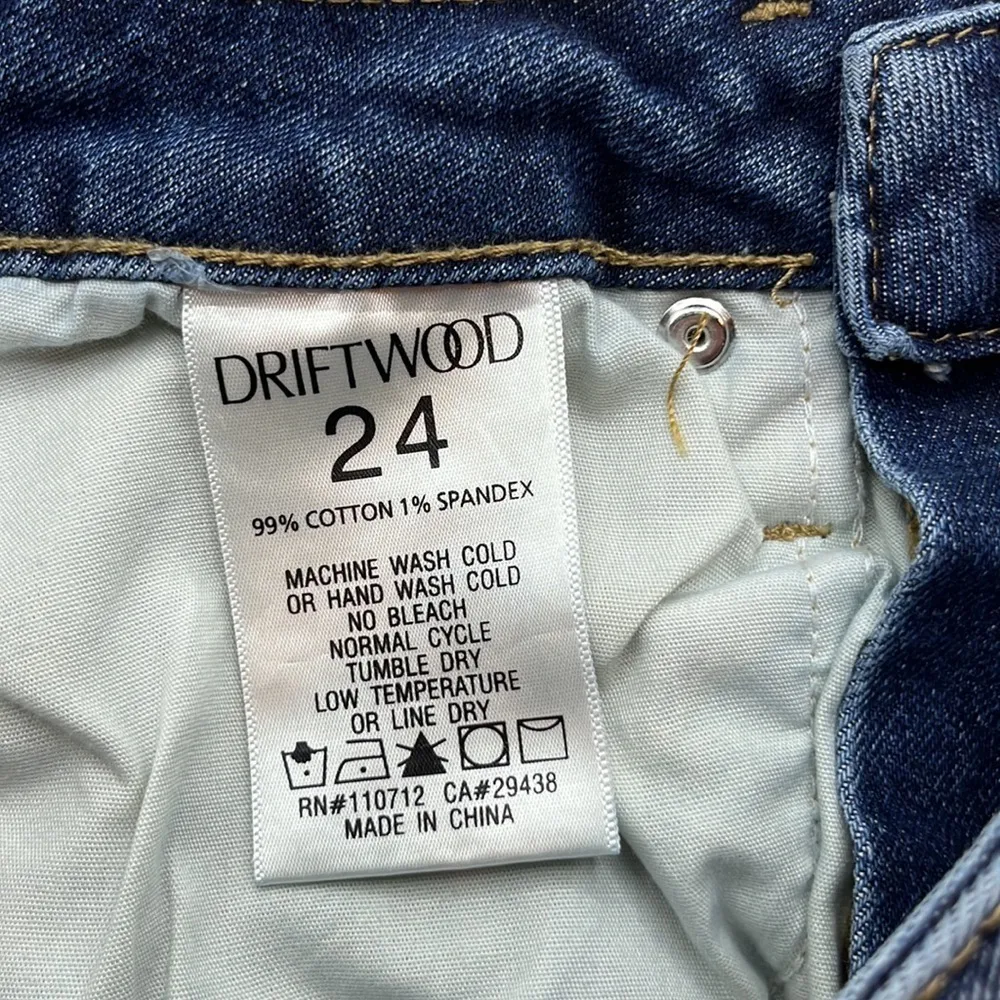 DRIFTWOOD
24
99% COTTON 1% SPANDEX
MACHINE WASH COLD
OR HAND WASH COLD
NO BLEACH
NORMAL CYCLE
TUMBLE DRY
LOW TEMPERATURE
OR LINE DRY
RN#110712 CA#29438
MADE IN CHINA